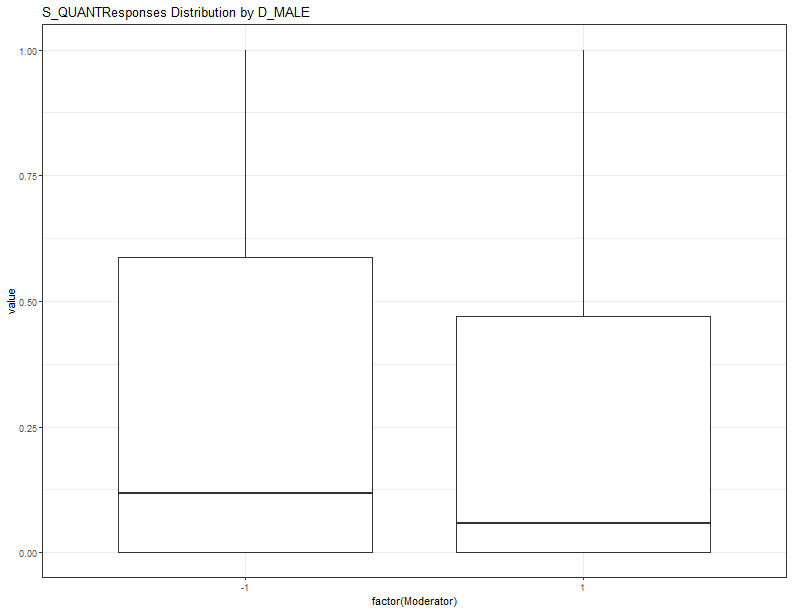 S_QUANTResponses Distribution by D_MALE
1.00
0.75
0.50
0.25
0.00
value
-1
1
factor(Moderator)